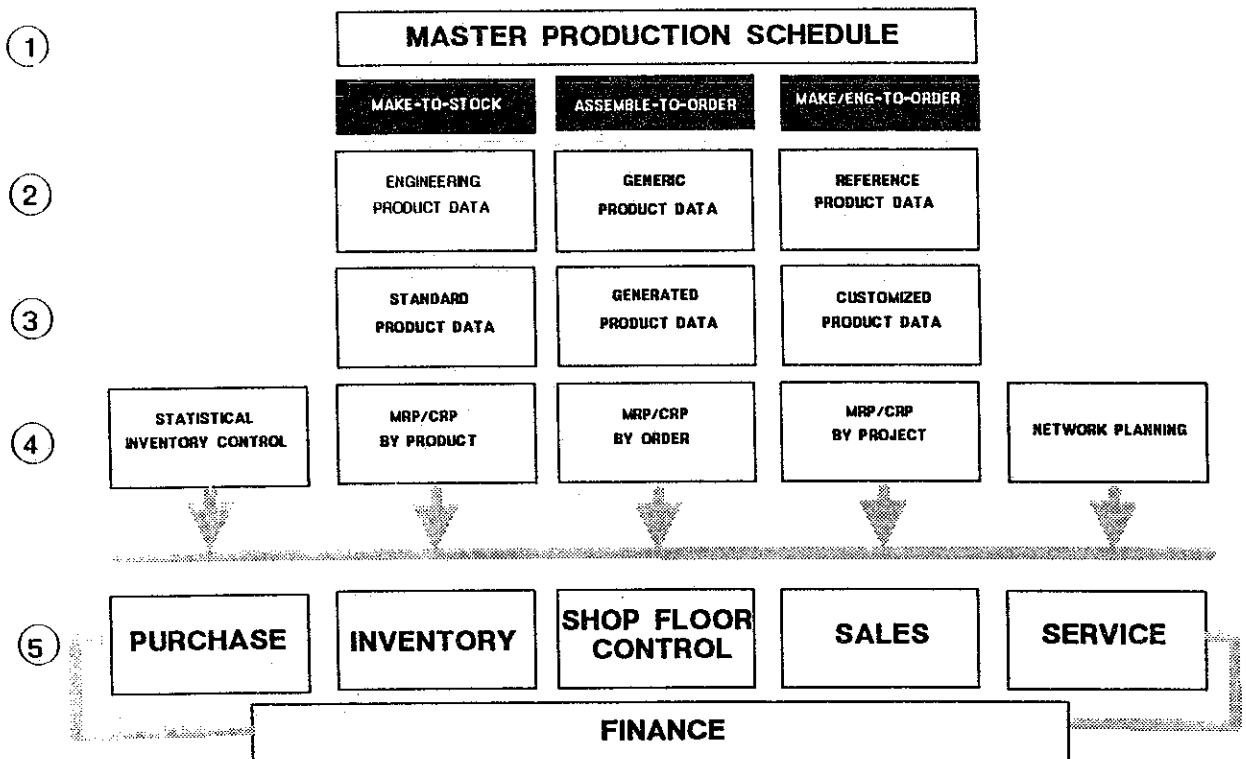 1
MASTER PRODUCTION SCHEDULE
MAKE-TO-STOCK
ASSEMBLE-TO-ORDER
MAKE/ENG-TO-ORDER
2
ENGINEERING
PRODUCT DATA
GENERIC
PRODUCT DATA
REFERENCE
PRODUCT DATA
3
STANDARD
PRODUCT DATA
GENERATED
PRODUCT DATA
CUSTOMIZED
PRODUCT DATA
4
STATISTICAL
INVENTORY CONTROL
MRP/CRP
BY PRODUCT
MRP/CRP
BY ORDER
MRP/CRP
BY PROJECT
NETWORK PLANNING
5
PURCHASE
INVENTORY
SHOP FLOOR
CONTROL
SALES
SERVICE
FINANCE